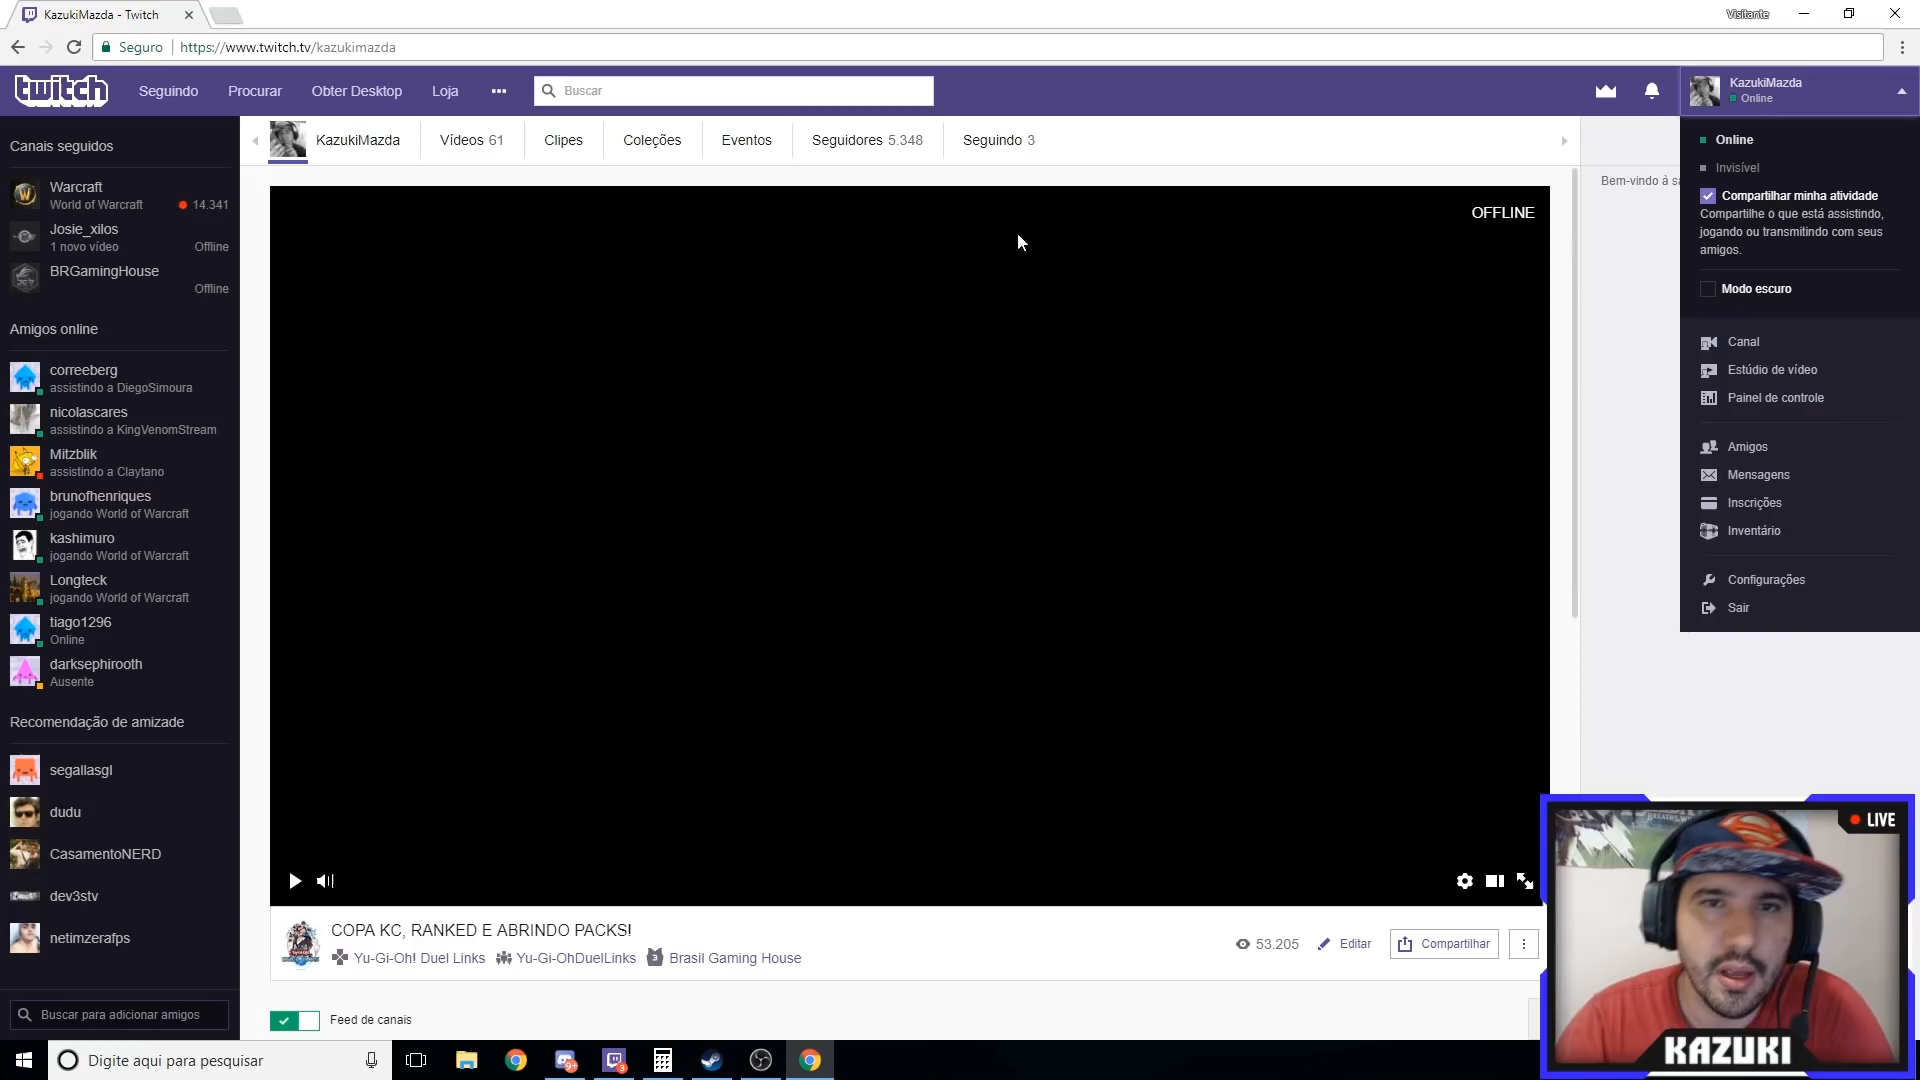 KazukiMazda - Twitch
Visitante
Seguro
https://www.twitch.tv/kazukimazda
twitch
Seguindo
Procurar
Obter Desktop
Loja
Buscar
KazukiMazda
Online
Canais seguidos
Warcraft
World of Warcraft
14.341
Josie_xilos
1 novo vídeo
Offline
BRGamingHouse
Offline
Amigos online
correeberg
assistindo a DiegoSimoura
nicolascares
assistindo a KingVenomStream
Mitzblik
assistindo a Claytano
brunofhenriques
jogando World of Warcraft
kashimuro
jogando World of Warcraft
Longteck
jogando World of Warcraft
tiago1296
Online
darksephirooth
Ausente
Recomendação de amizade
segallasgl
dudu
CasamentoNERD
dev3stv
netimzerafps
Buscar para adicionar amigos
KazukiMazda
Vídeos 61
Clipes
Coleções
Eventos
Seguidores 5.348
Seguindo 3
OFFLINE
COPA KC, RANKED E ABRINDO PACKS!
Yu-Gi-Oh! Duel Links
Yu-Gi-OhDuelLinks
3
Brasil Gaming House
53.205
Editar
Compartilhar
Feed de canais
Bem-vindo à sa
Online
Invisível
Compartilhar minha atividade
Compartilhe o que está assistindo,
jogando ou transmitindo com seus
amigos.
Modo escuro
Canal
Estúdio de vídeo
Painel de controle
Amigos
Mensagens
Inscrições
Inventário
Configurações
Sair
LIVE
KAZUKI
Digite aqui para pesquisar
9+
3